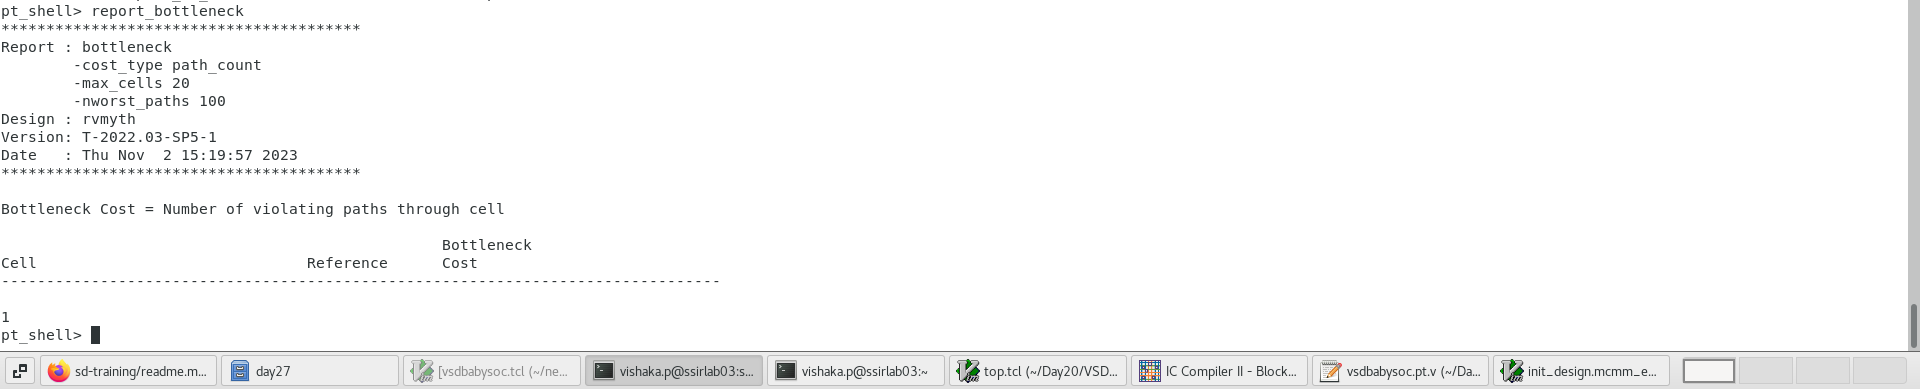 pt_shell> report_bottleneck
****************************************
Report : bottleneck
        -cost_type path_count
        -max_cells 20
        -nworst_paths 100
Design : rvmyth
Version: T-2022.03-SP5-1
Date   : Thu Nov  2 15:19:57 2023
****************************************
Bottleneck Cost = Number of violating paths through cell
                                                 Bottleneck
Cell                              Reference      Cost
--------------------------------------------------------------------------------
1
pt_shell>
sd-training/readme.m... day27 [vsdbabysoc.tcl (~/ne... vishaka.p@ssirlab03:s... vishaka.p@ssirlab03:~ top.tcl (~/Day20/VSD... IC Compiler II - Block... vsdbabysoc.pt.v (~/Da... init_design.mcmm_e...